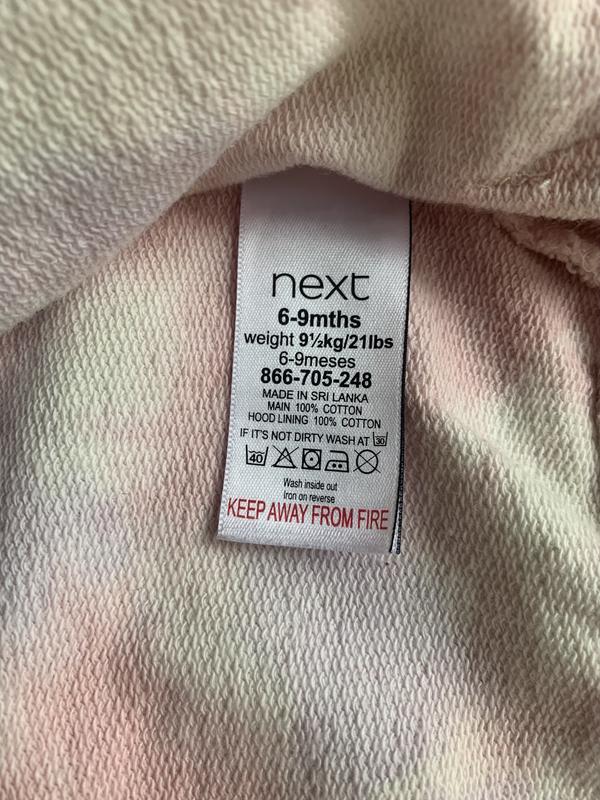 next
6-9mths
weight 9½kg/21lbs
6-9meses
866-705-248
MADE IN SRI LANKA
MAIN 100% COTTON
HOOD LINING 100% COTTON
IF IT'S NOT DIRTY WASH AT 30
40
Wash inside out
Iron on reverse
KEEP AWAY FROM FIRE